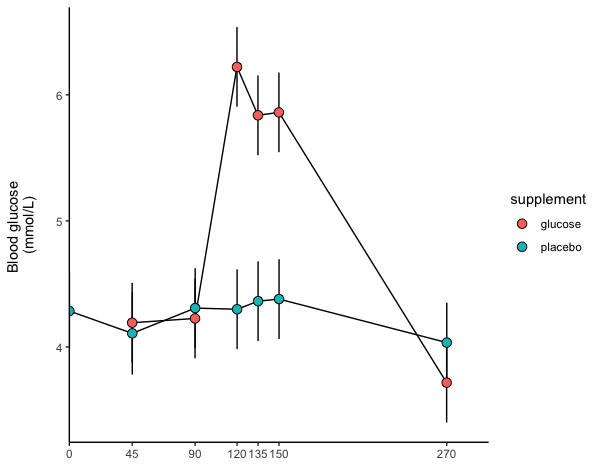 Blood glucose
(mmol/L)
6
5
4
0 45 90 120 135 150 270
supplement
glucose
placebo